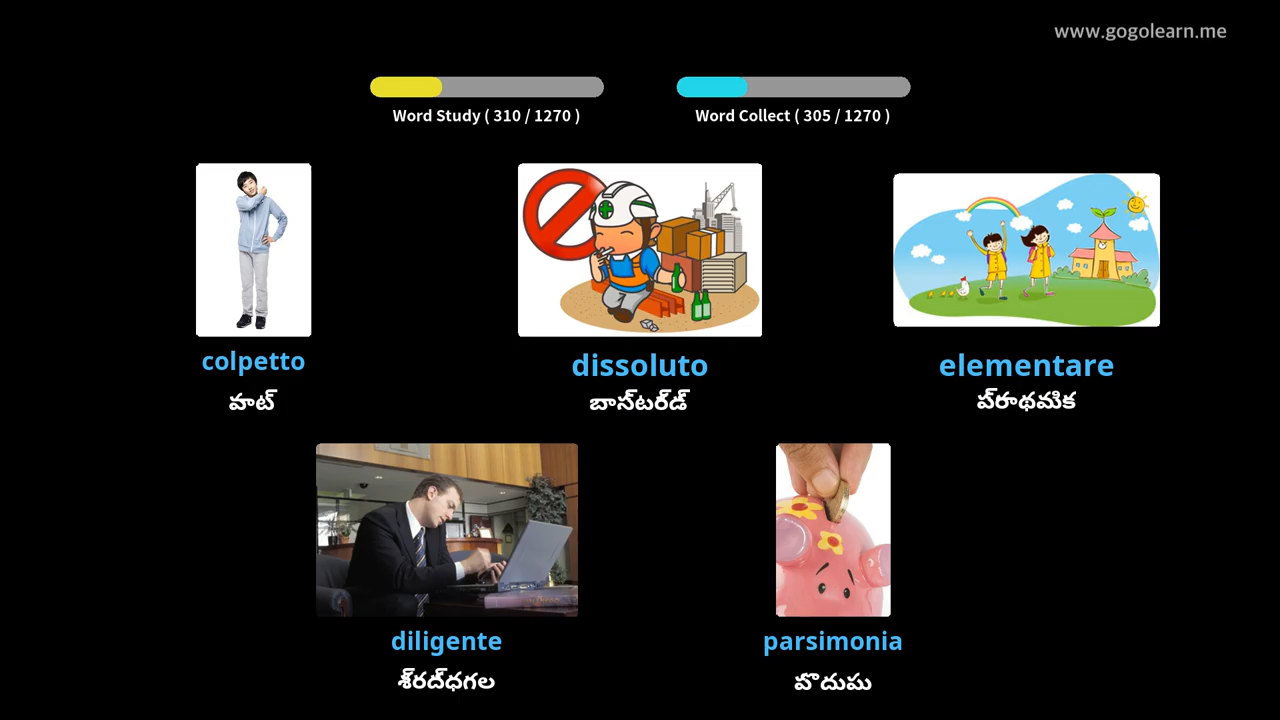 www.gogolearn.me
Word Study ( 310 / 1270 )
Word Collect ( 305 / 1270 )
colpetto
హాట్
dissoluto
బాస్టర్డ్
elementare
ప్రాథమిక
diligente
శ్రద్ధగల
parsimonia
పొదుపు